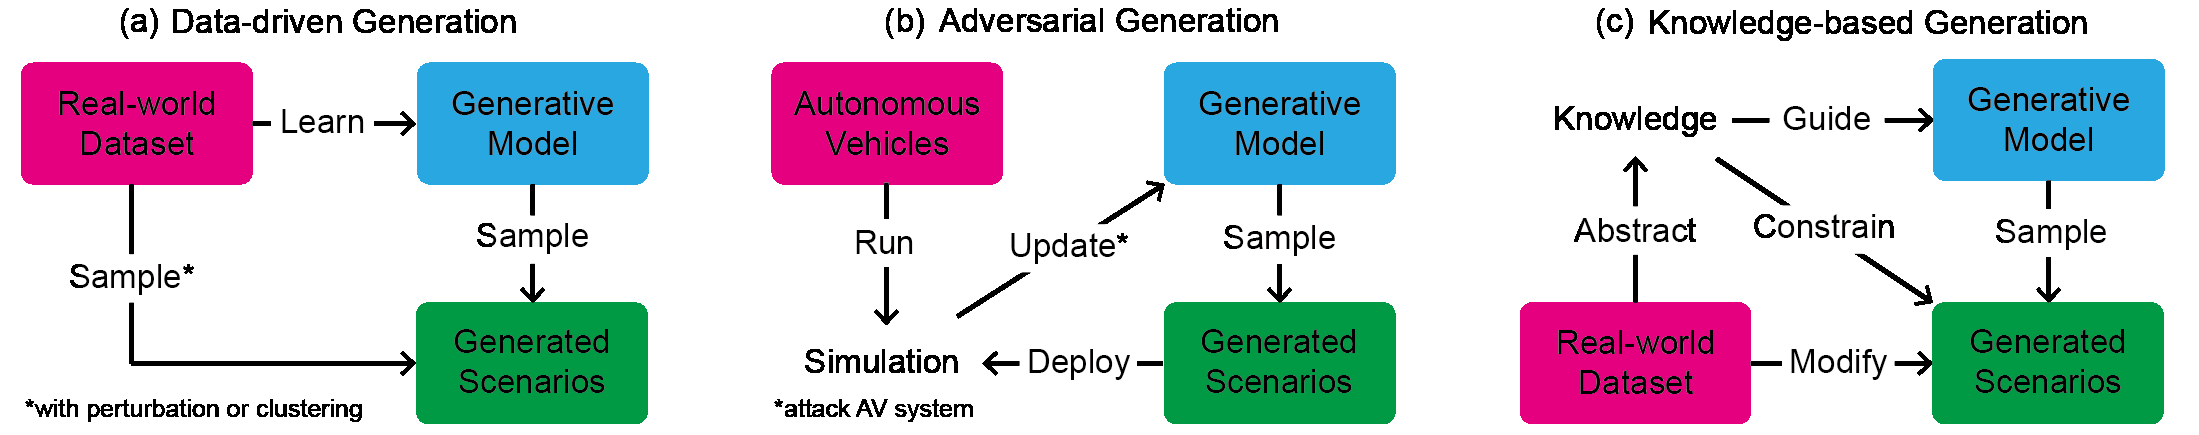 (a) Data-driven Generation
Real-world
Dataset
Learn
Generative
Model
Sample
Sample*
Generated
Scenarios
*with perturbation or clustering
(b) Adversarial Generation
Autonomous
Vehicles
Generative
Model
Run
Update*
Sample
Simulation
Deploy
Generated
Scenarios
*attack AV system
(c) Knowledge-based Generation
Knowledge
Guide
Generative
Model
Abstract
Constrain
Sample
Real-world
Dataset
Modify
Generated
Scenarios